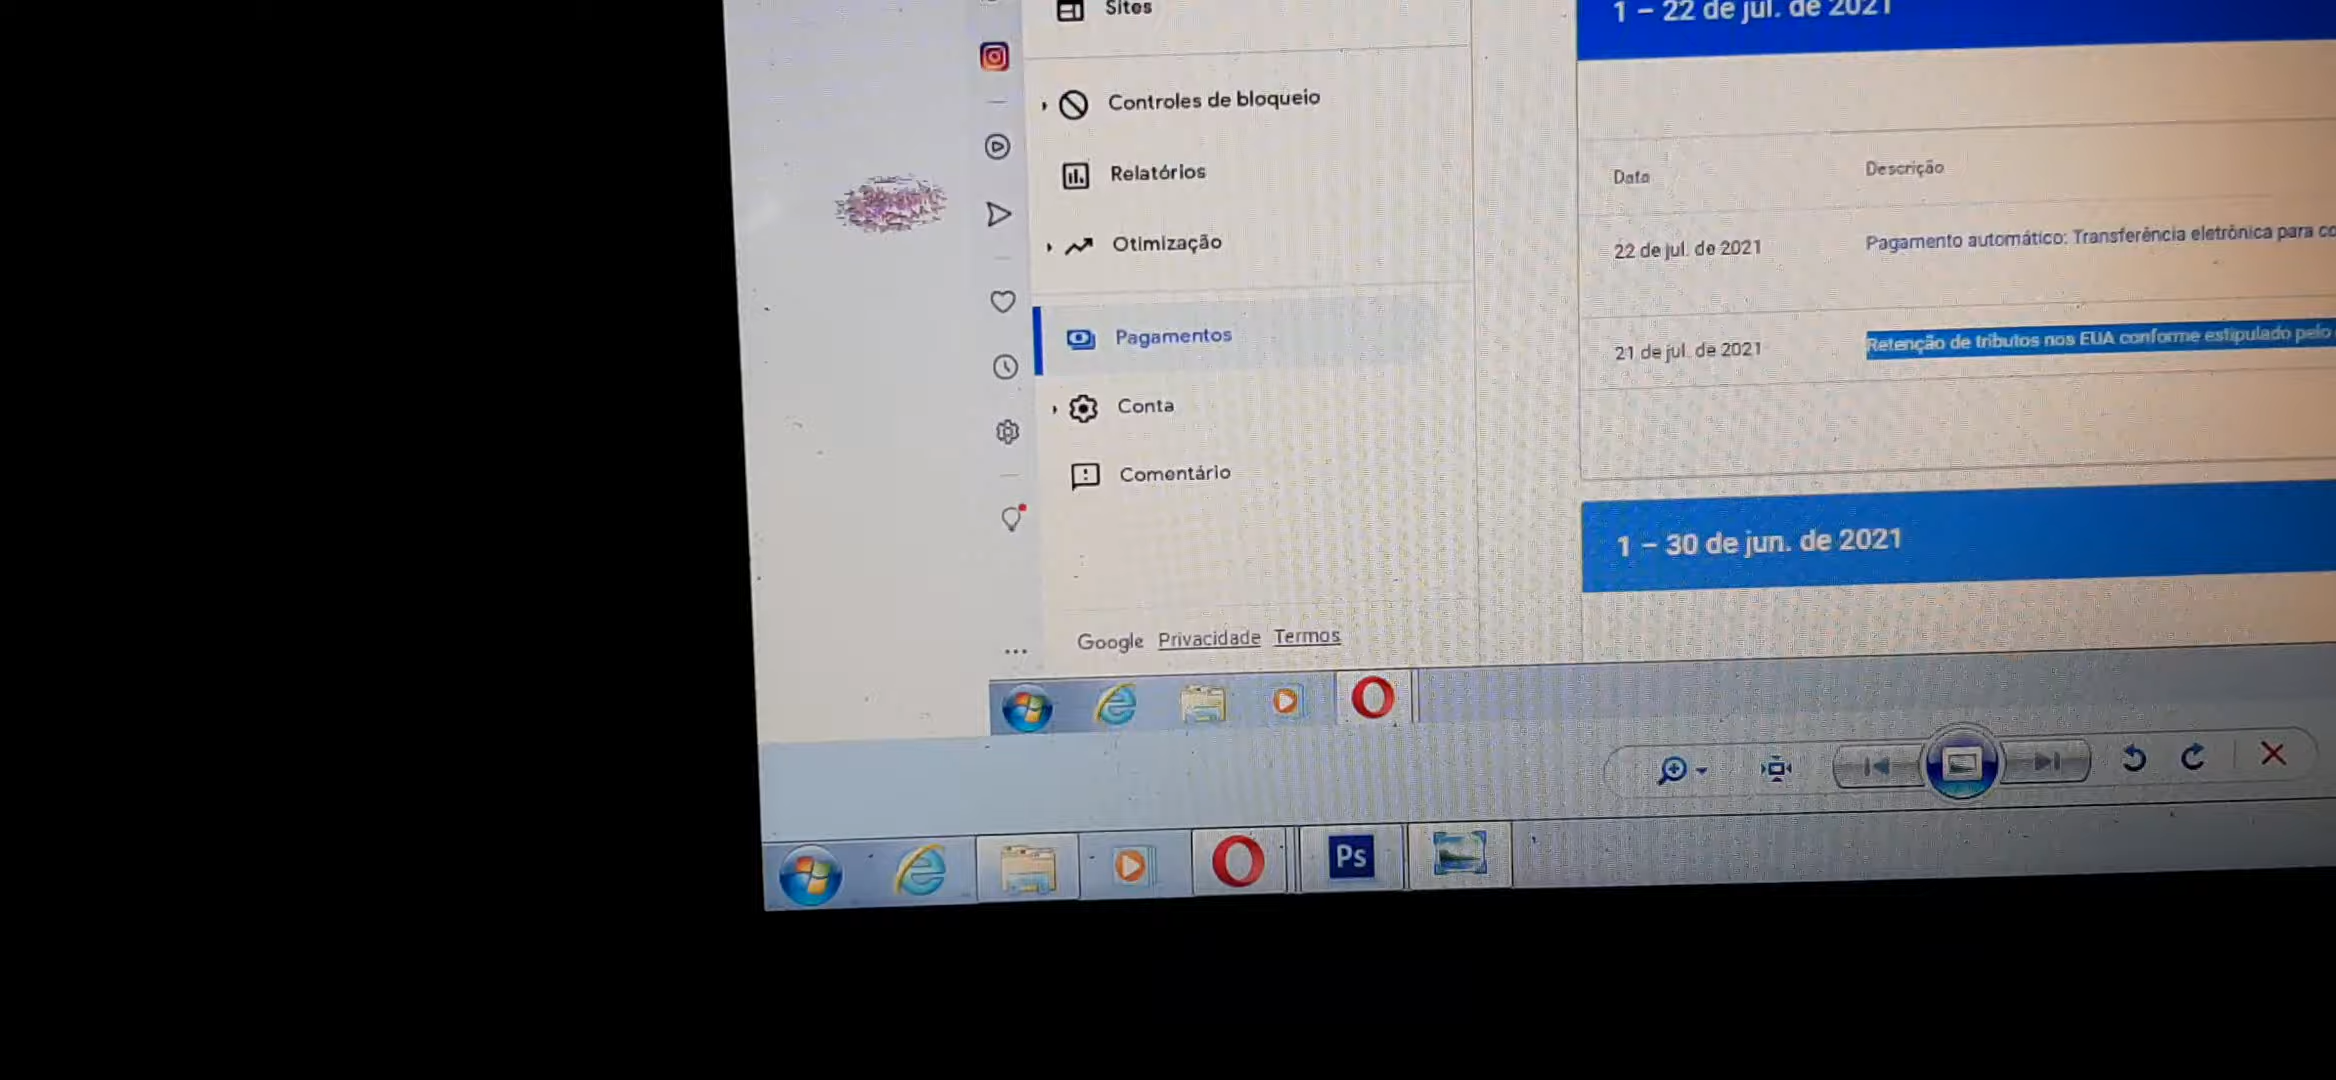 Sites
Controles de bloqueio
Relatórios
Otimização
Pagamentos
Conta
Comentário
Google Privacidade Termos
1 – 22 de jul. de 2021
Data Descrição
22 de jul. de 2021 Pagamento automático: Transferência eletrônica para co
21 de jul. de 2021 Retenção de tributos nos EUA conforme estipulado pelo
1 – 30 de jun. de 2021
Ps